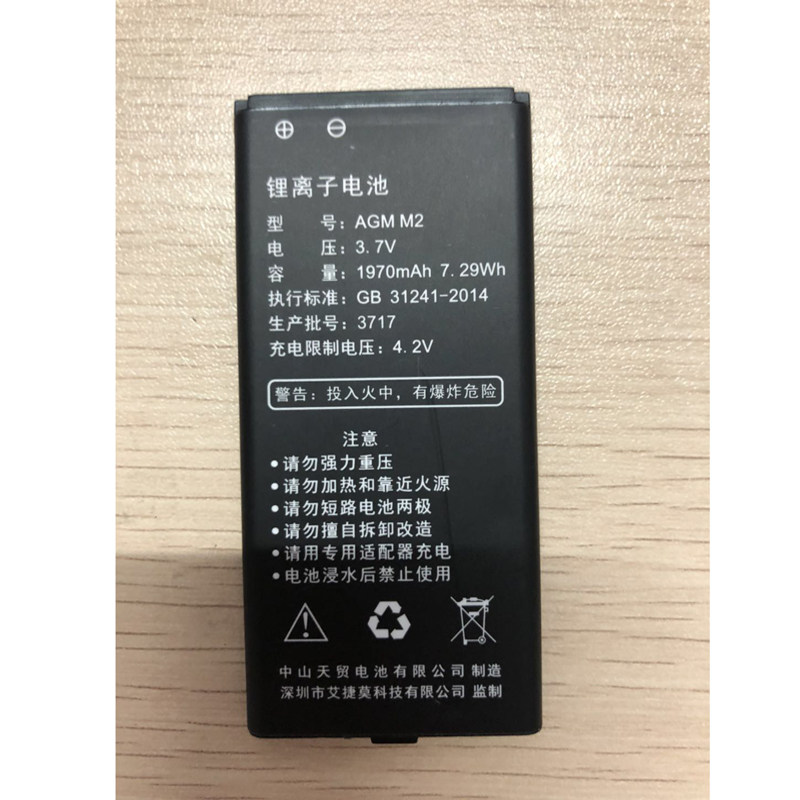 ⊕ ⊖
锂离子电池
型 号: AGM M2
电 压: 3.7V
容 量: 1970mAh 7.29Wh
执行标准: GB 31241-2014
生产批号: 3717
充电限制电压: 4.2V
警告: 投入火中, 有爆炸危险
注意
•请勿强力重压
•请勿加热和靠近火源
•请勿短路电池两极
•请勿擅自拆卸改造
•请用专用适配器充电
•电池浸水后禁止使用
中山天贸电池有限公司 制造
深圳市艾捷莫科技有限公司 监制